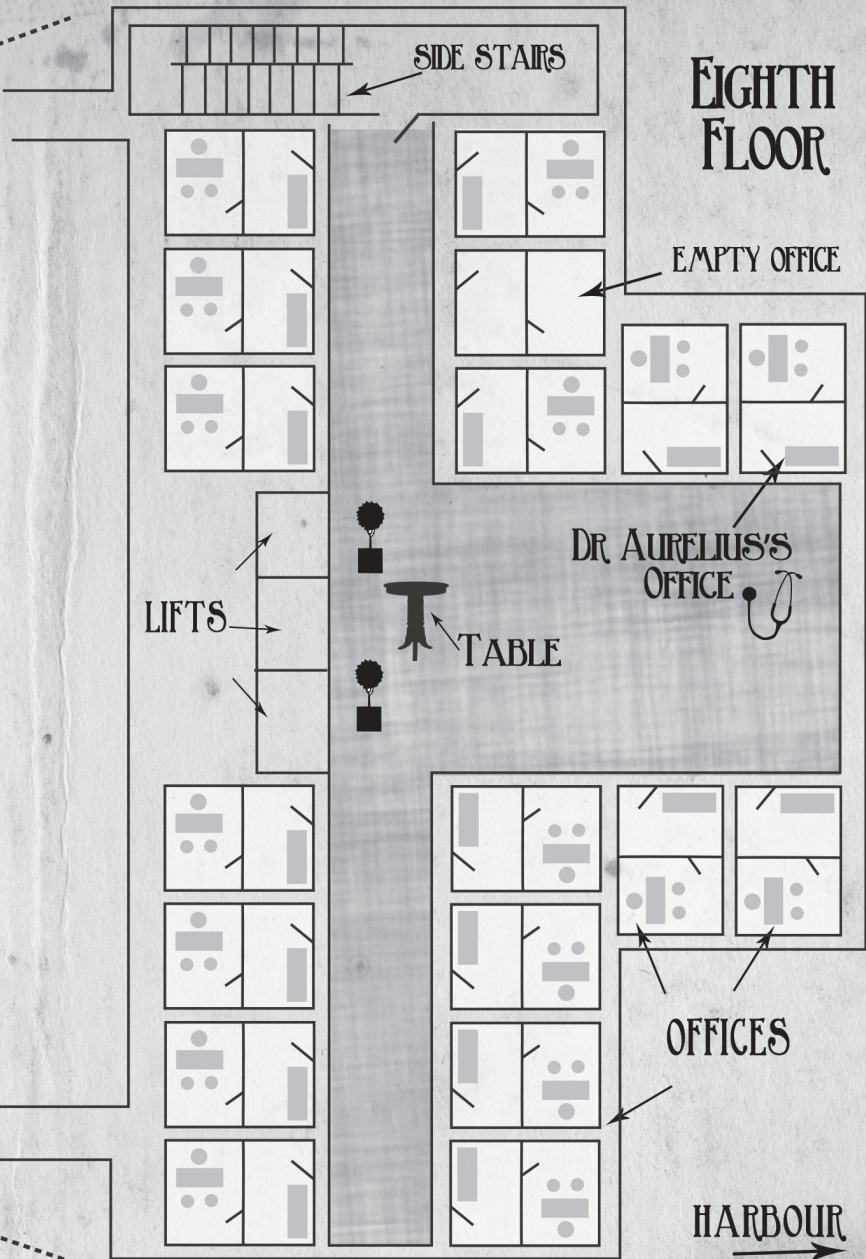 SIDE STAIRS
EIGHTH
FLOOR
EMPTY OFFICE
DR AURELIUS'S
OFFICE
LIFTS
TABLE
OFFICES
HARBOUR